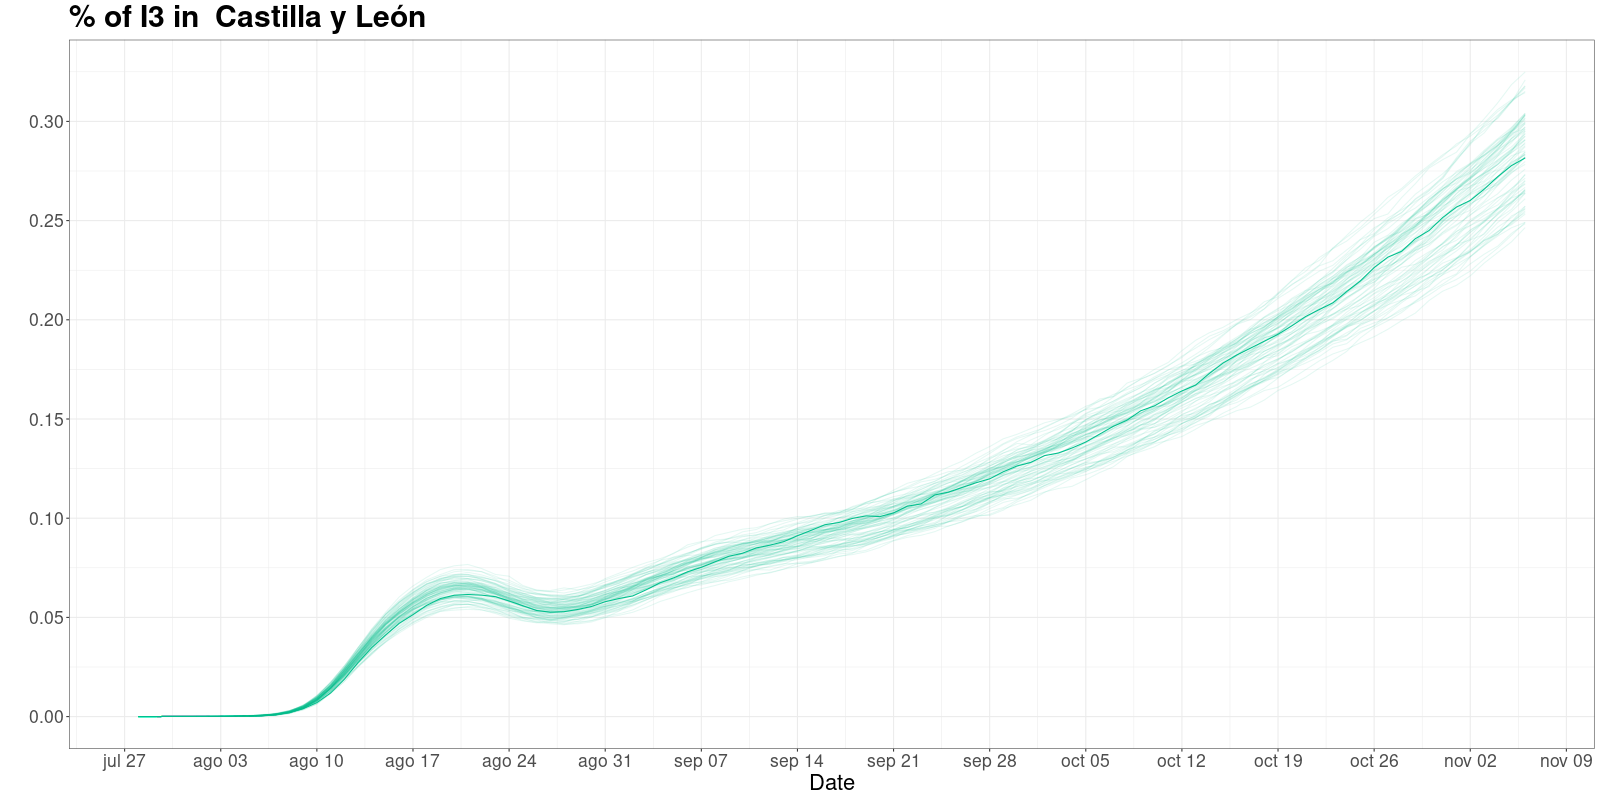 % of I3 in  Castilla y León
0.30
0.25
0.20
0.15
0.10
0.05
0.00
jul 27 ago 03 ago 10 ago 17 ago 24 ago 31 sep 07 sep 14 sep 21 sep 28 oct 05 oct 12 oct 19 oct 26 nov 02 nov 09
Date